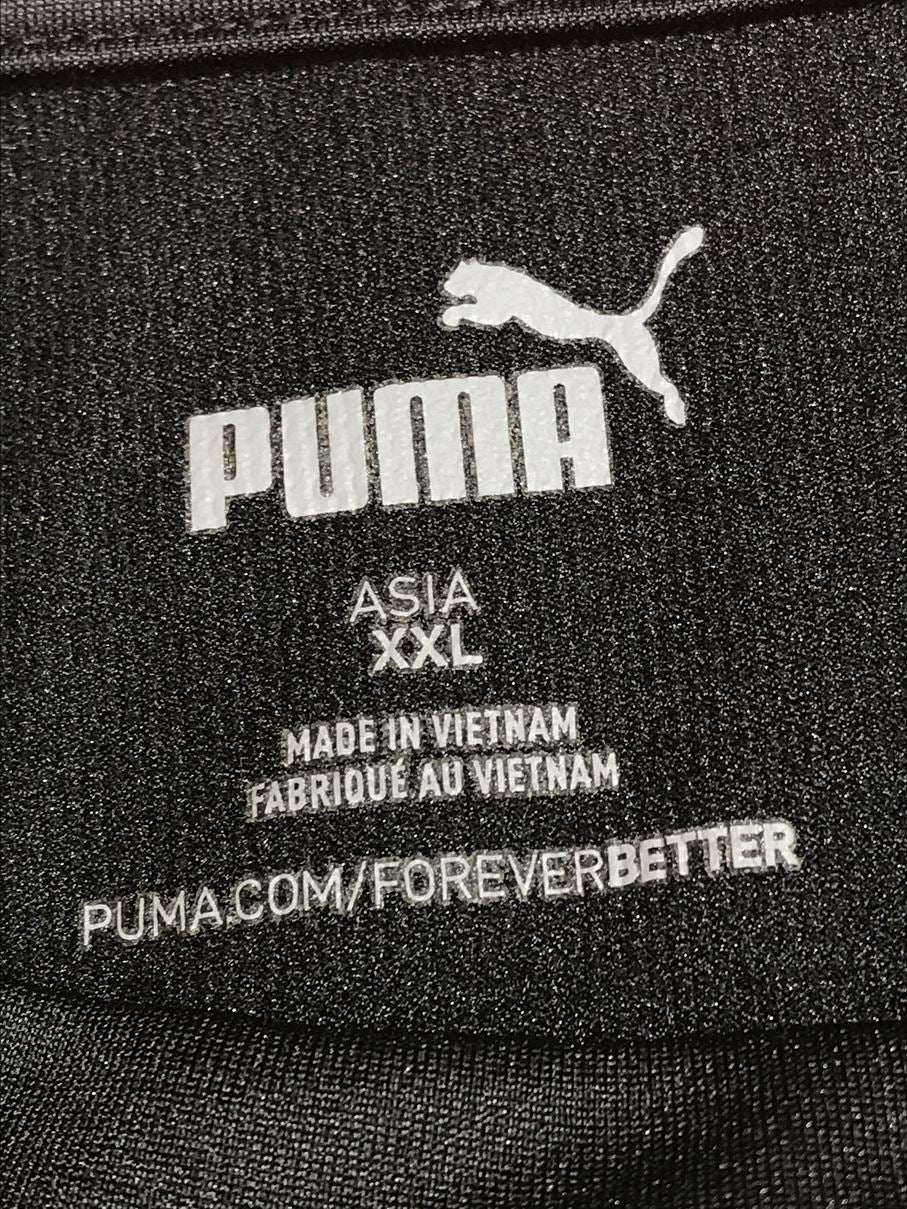 PUMA
ASIA
XXL
MADE IN VIETNAM
FABRIQUÉ AU VIETNAM
PUMA.COM/FOREVERBETTER